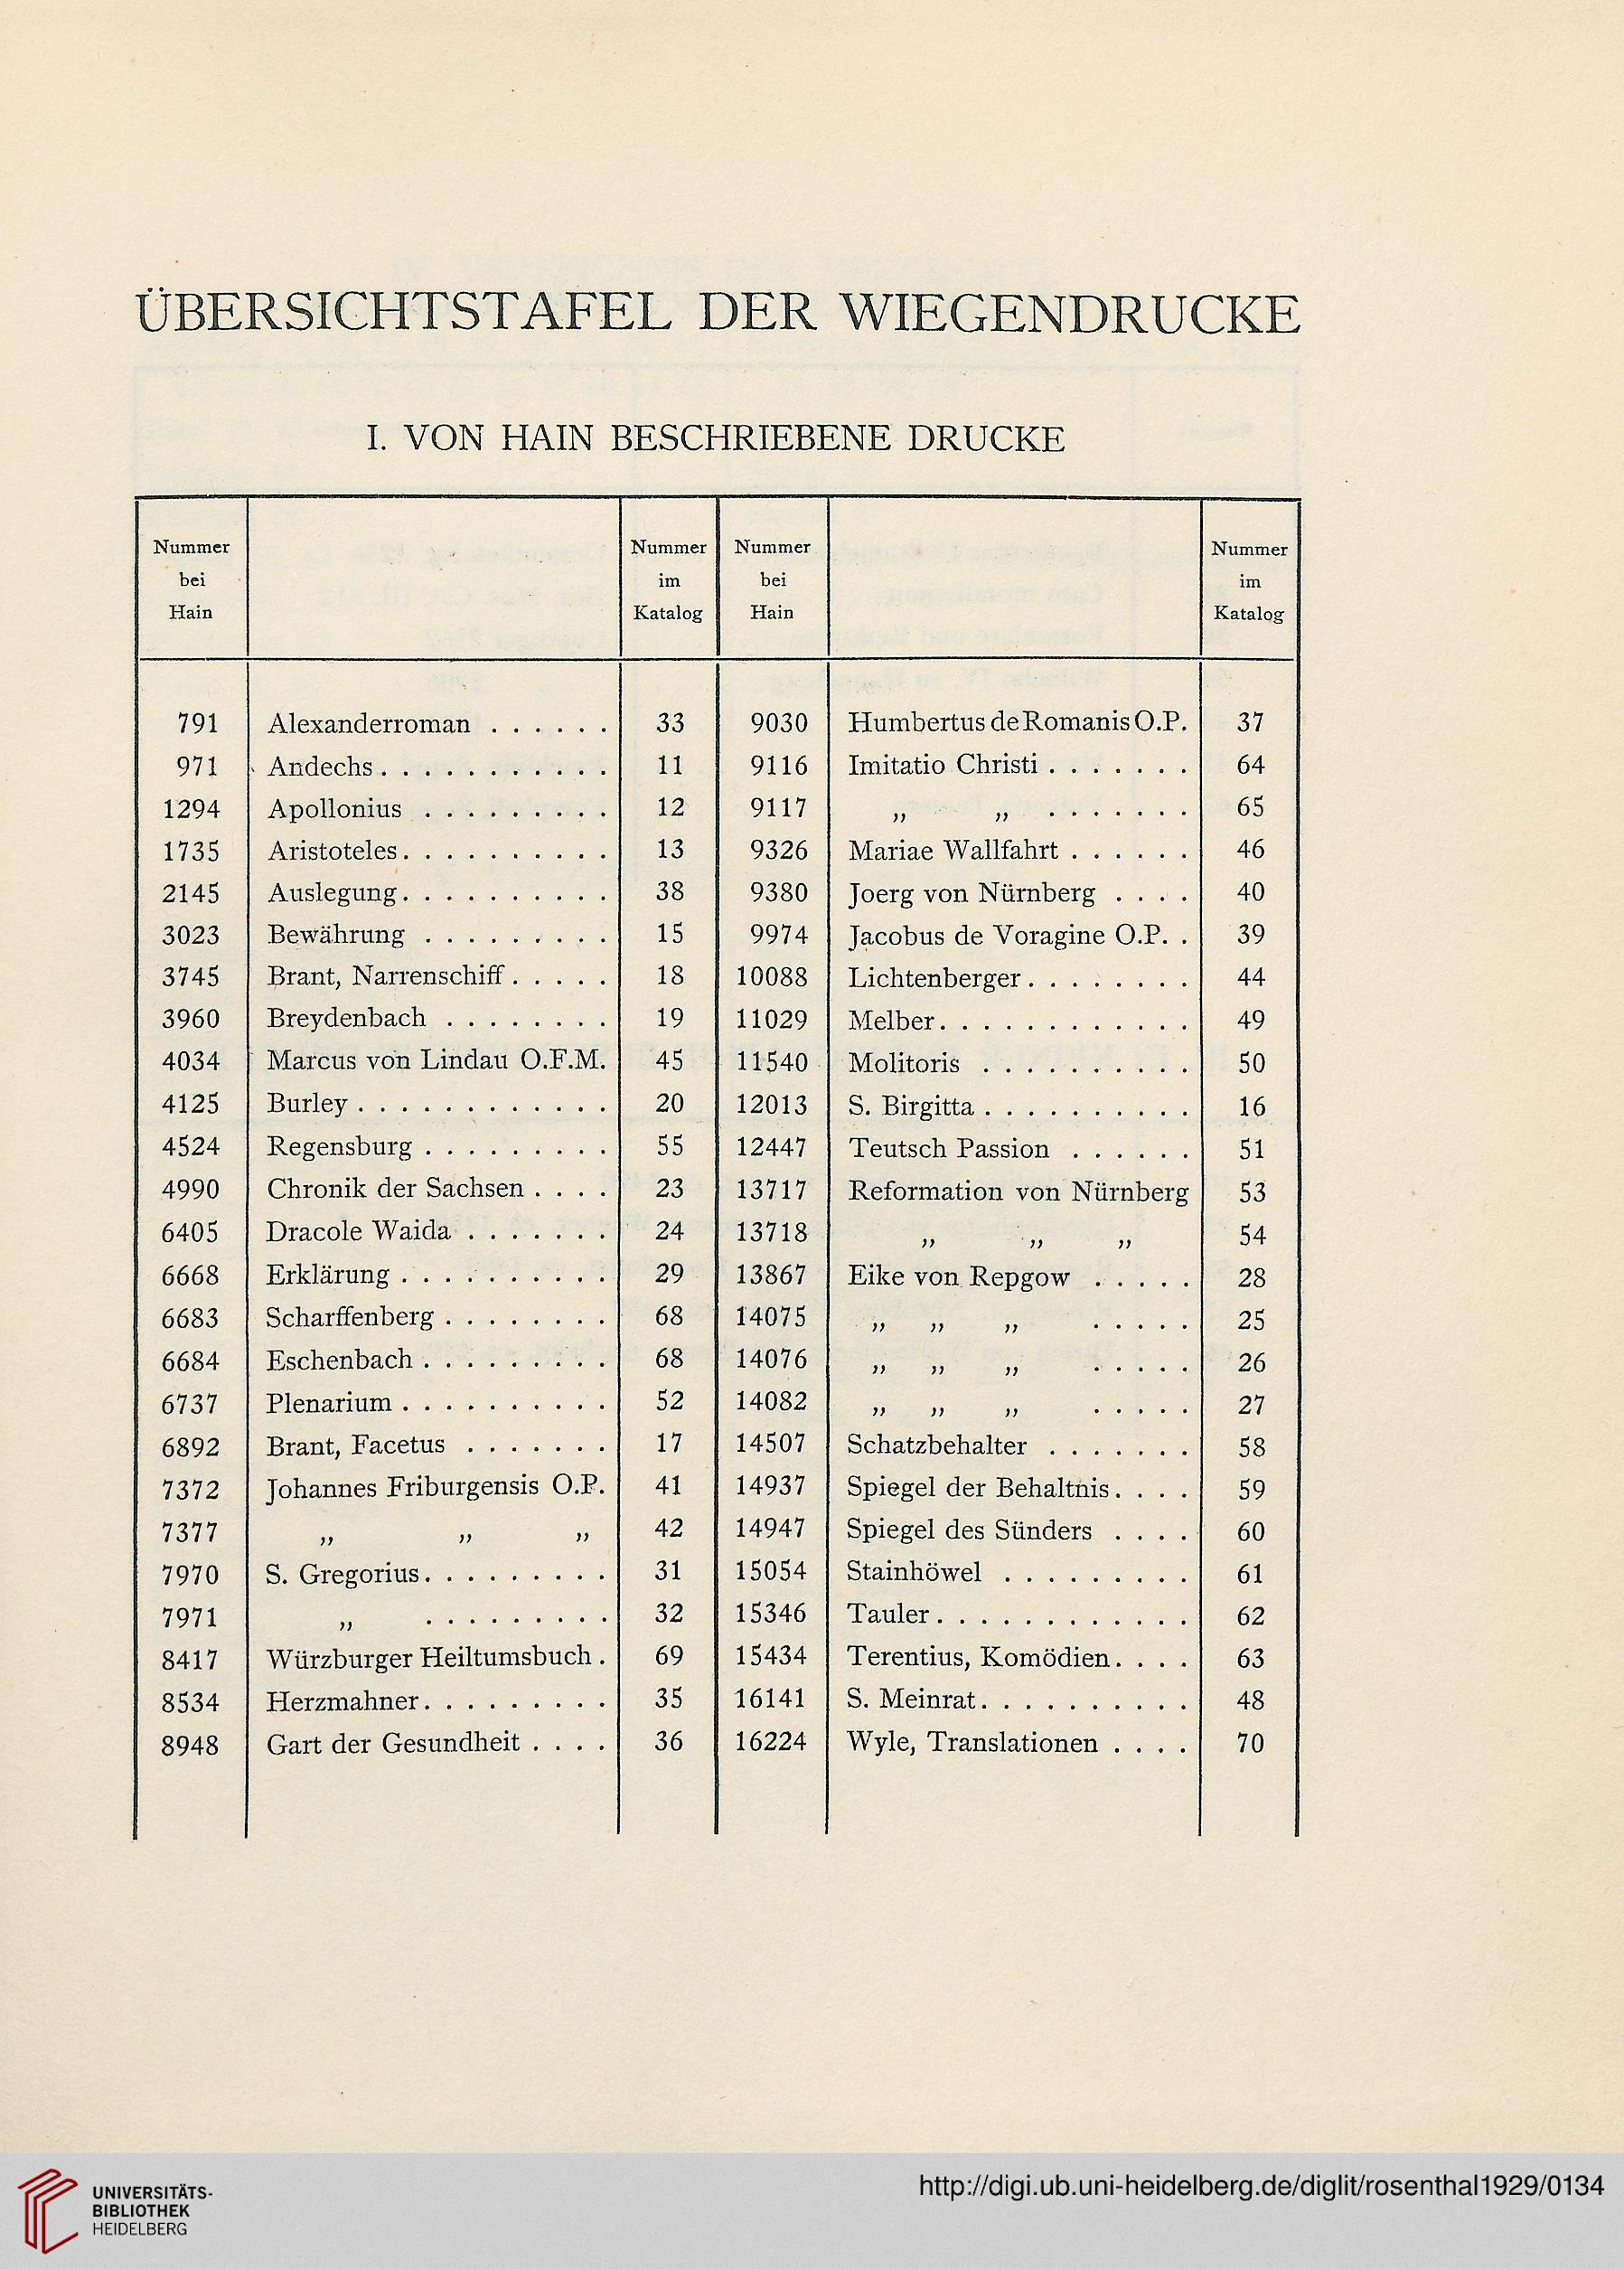 ÜBERSICHTSTAFEL DER WIEGENDRUCKE
I. VON HAIN BESCHRIEBENE DRUCKE
Nummer bei Hain | | Nummer im Katalog | Nummer bei Hain | | Nummer im Katalog
791 Alexanderroman . . . . . . 33 9030 Humbertus de Romanis O.P. 37
971 Andechs . . . . . . . . . . . 11 9116 Imitatio Christi . . . . . . . 64
1294 Apollonius . . . . . . . . . 12 9117 „ „ . . . . . . . 65
1735 Aristoteles . . . . . . . . . . 13 9326 Mariae Wallfahrt . . . . . . 46
2145 Auslegung . . . . . . . . . . 38 9380 Joerg von Nürnberg . . . . 40
3023 Bewährung . . . . . . . . . 15 9974 Jacobus de Voragine O.P. . 39
3745 Brant, Narrenschiff . . . . . 18 10088 Lichtenberger . . . . . . . . 44
3960 Breydenbach . . . . . . . . 19 11029 Melber . . . . . . . . . . . . 49
4034 Marcus von Lindau O.F.M. 45 11540 Molitoris . . . . . . . . . . 50
4125 Burley . . . . . . . . . . . . 20 12013 S. Birgitta . . . . . . . . . . 16
4524 Regensburg . . . . . . . . . 55 12447 Teutsch Passion . . . . . . 51
4990 Chronik der Sachsen . . . . 23 13717 Reformation von Nürnberg 53
6405 Dracole Waida . . . . . . . 24 13718 „ „ „ 54
6668 Erklärung . . . . . . . . . . 29 13867 Eike von Repgow . . . . . 28
6683 Scharffenberg . . . . . . . . 68 14075 „ „ „ . . . . . 25
6684 Eschenbach . . . . . . . . . 68 14076 „ „ „ . . . . . 26
6737 Plenarium . . . . . . . . . . 52 14082 „ „ „ . . . . . 27
6892 Brant, Facetus . . . . . . . 17 14507 Schatzbehalter . . . . . . . 58
7372 Johannes Friburgensis O.P. 41 14937 Spiegel der Behaltnis . . . . 59
7377 „ „ „ 42 14947 Spiegel des Sünders . . . . 60
7970 S. Gregorius . . . . . . . . . 31 15054 Stainhöwel . . . . . . . . . 61
7971 „ . . . . . . . . . 32 15346 Tauler . . . . . . . . . . . . 62
8417 Würzburger Heiltumsbuch . 69 15434 Terentius, Komödien . . . . 63
8534 Herzmahner . . . . . . . . . 35 16141 S. Meinrat . . . . . . . . . . 48
8948 Gart der Gesundheit . . . . 36 16224 Wyle, Translationen . . . . 70
UNIVERSITÄTS-
BIBLIOTHEK
HEIDELBERG
http://digi.ub.uni-heidelberg.de/diglit/rosenthal1929/0134